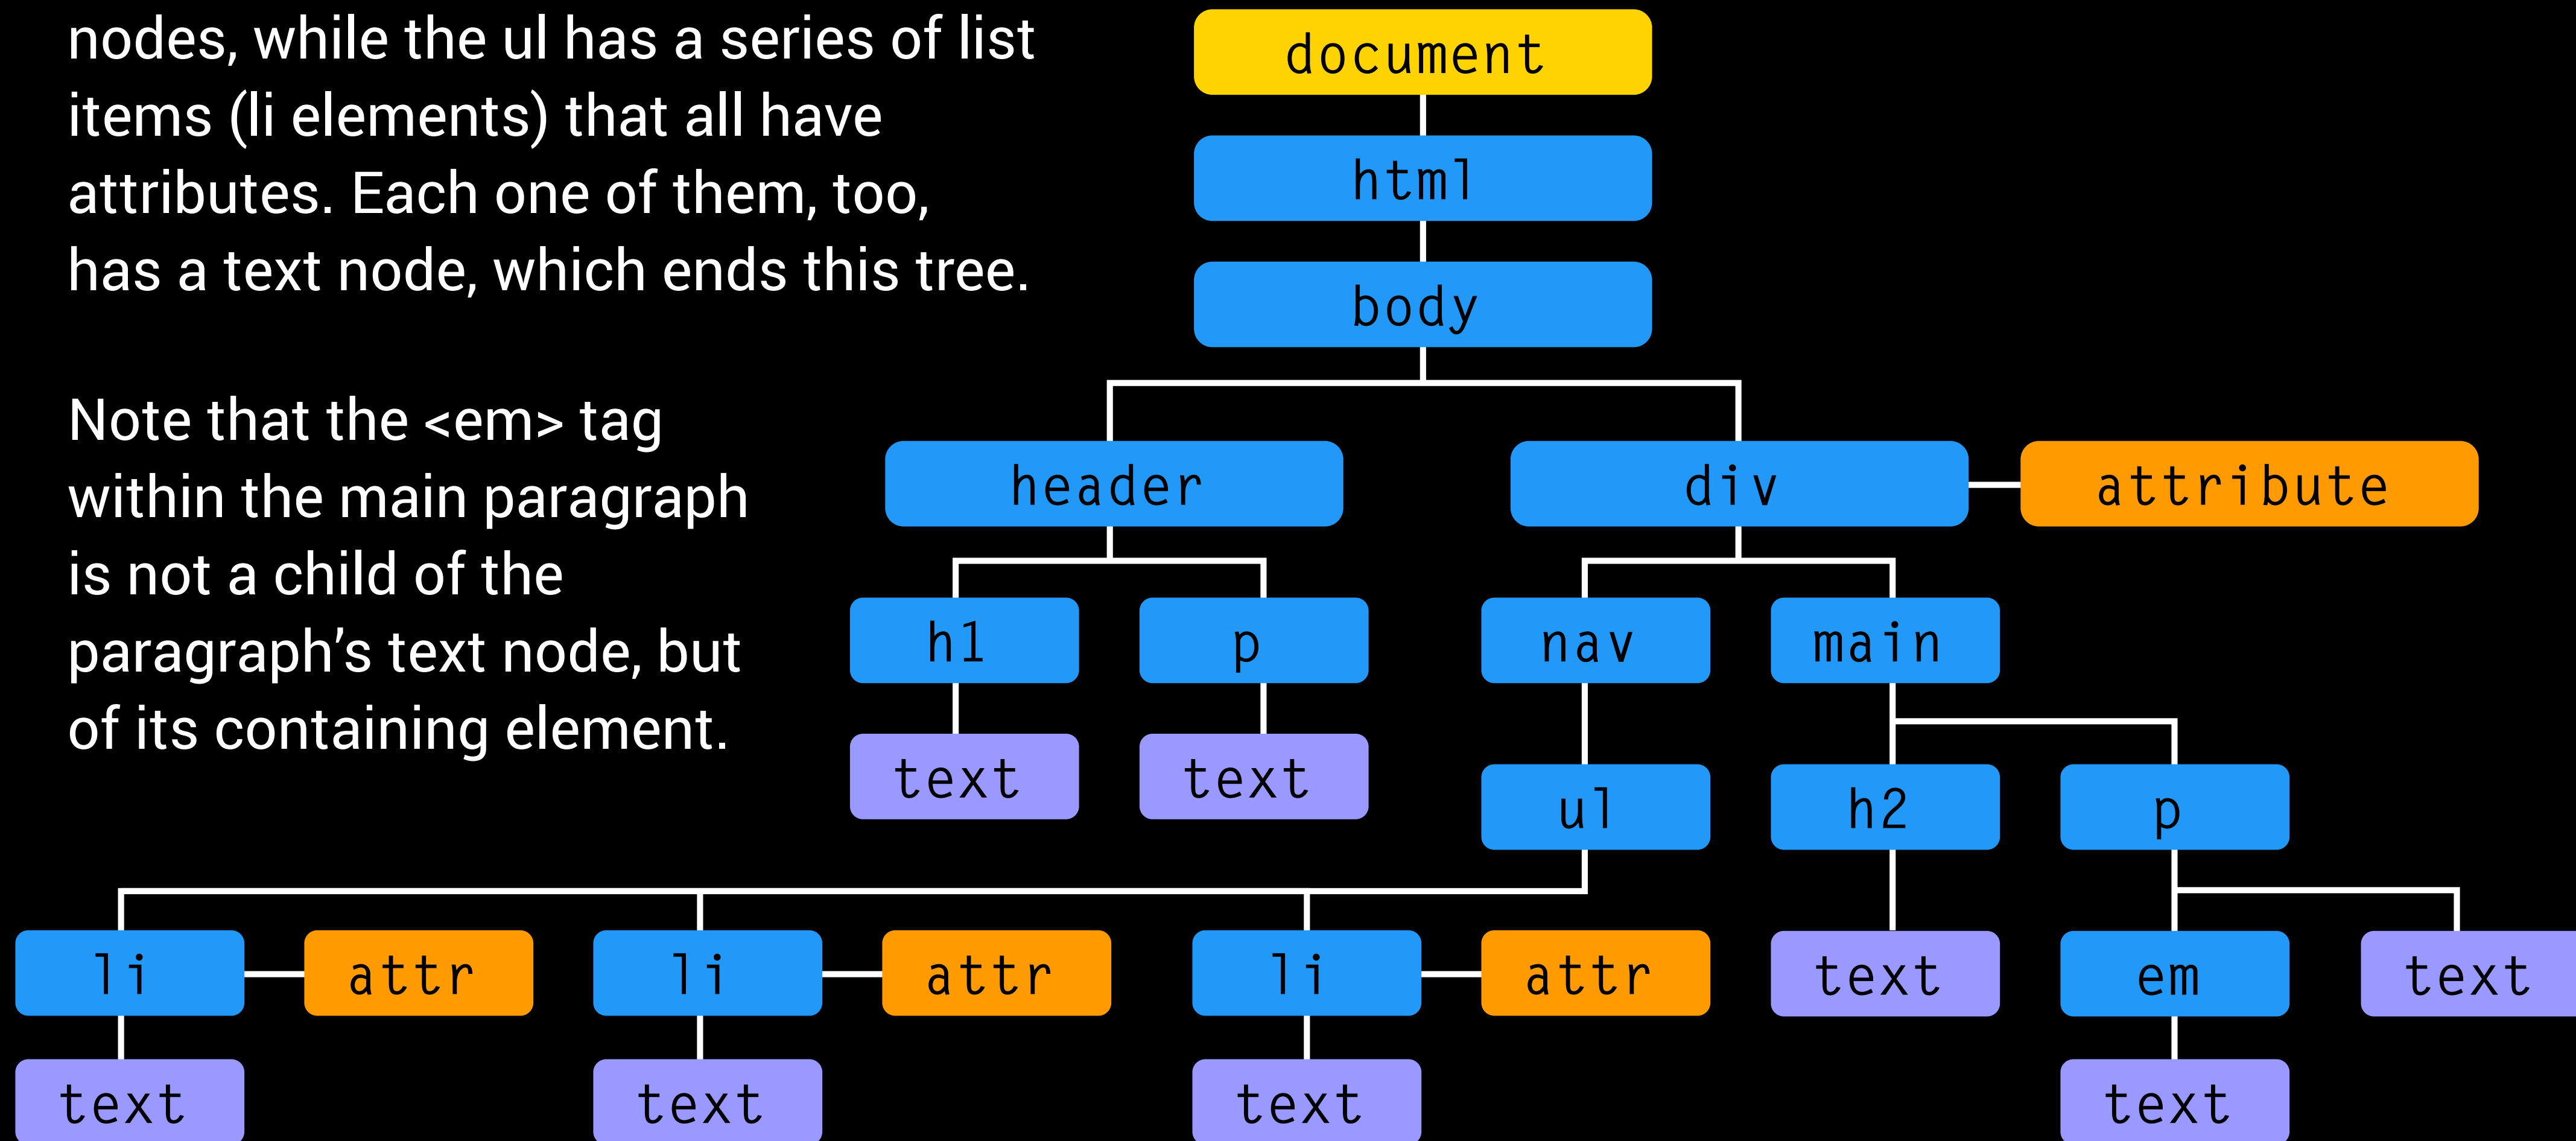 nodes, while the ul has a series of list
items (li elements) that all have
attributes. Each one of them, too,
has a text node, which ends this tree.
Note that the <em> tag
within the main paragraph
is not a child of the
paragraph’s text node, but
of its containing element.
document
html
body
header
div
attribute
h1
p
nav
main
text
text
ul
h2
p
li
attr
li
attr
li
attr
text
em
text
text
text
text
text